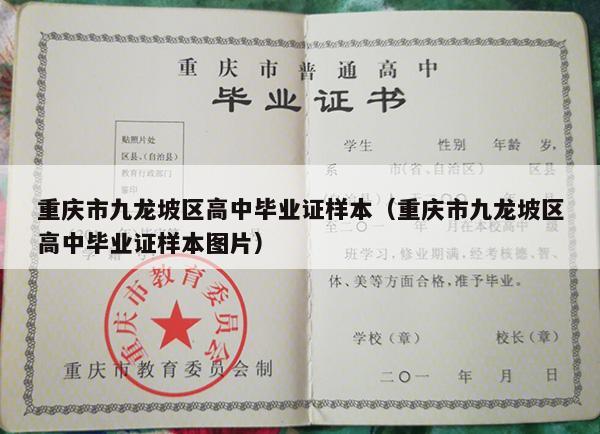 重庆市普通高中
毕业证书
贴照片处
区县、(自治县)
教育行政部门
钢印
重庆市教育委员会
重庆市教育委员会制
学生 性别 年龄 岁,
系 市(省、自治区) 区县
重庆市九龙坡区高中毕业证样本（重庆市九龙坡区
高中毕业证样本图片）
至二〇一 年 月在本校高中 级
班学习，修业期满，经考核德、智、
体、美等方面合格，准予毕业。
学校（章） 校长（章）
二〇一 年 月 日